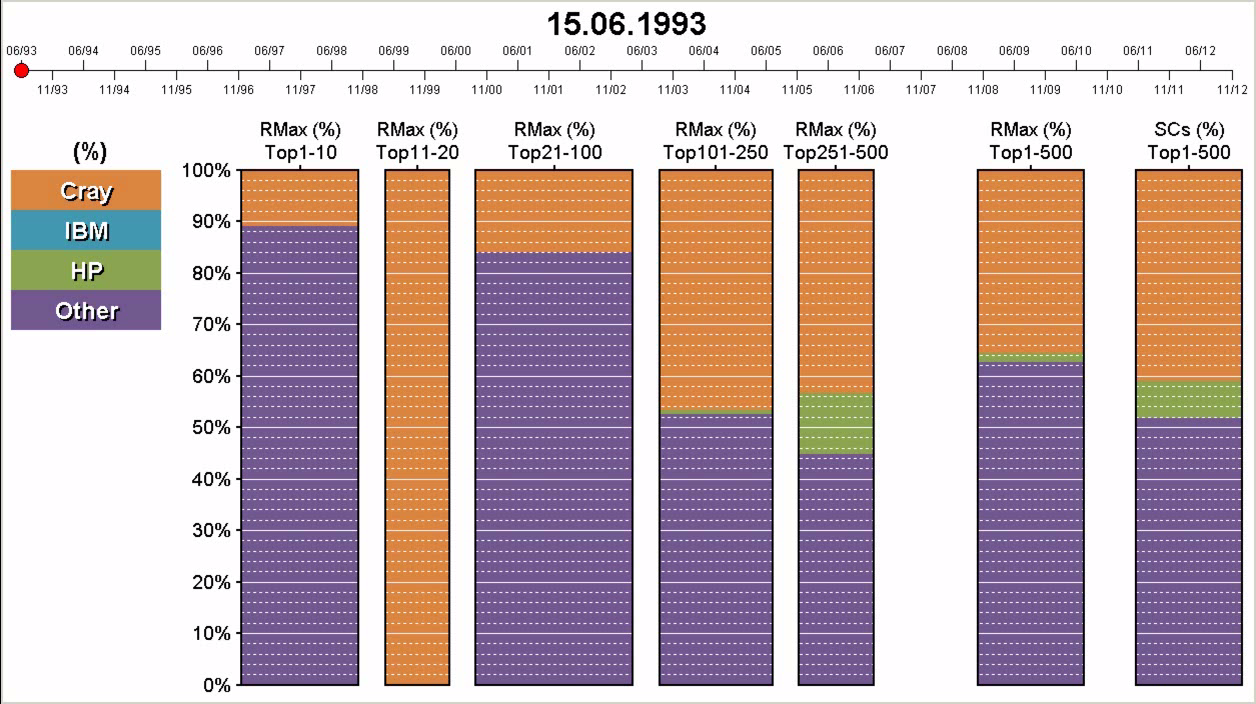 15.06.1993
06/93 06/94 06/95 06/96 06/97 06/98 06/99 06/00 06/01 06/02 06/03 06/04 06/05 06/06 06/07 06/08 06/09 06/10 06/11 06/12
11/93 11/94 11/95 11/96 11/97 11/98 11/99 11/00 11/01 11/02 11/03 11/04 11/05 11/06 11/07 11/08 11/09 11/10 11/11 11/12
RMax (%) RMax (%) RMax (%) RMax (%) RMax (%) RMax (%) SCs (%)
Top1-10 Top11-20 Top21-100 Top101-250 Top251-500 Top1-500 Top1-500
(%)
Cray
IBM
HP
Other
100%
90%
80%
70%
60%
50%
40%
30%
20%
10%
0%